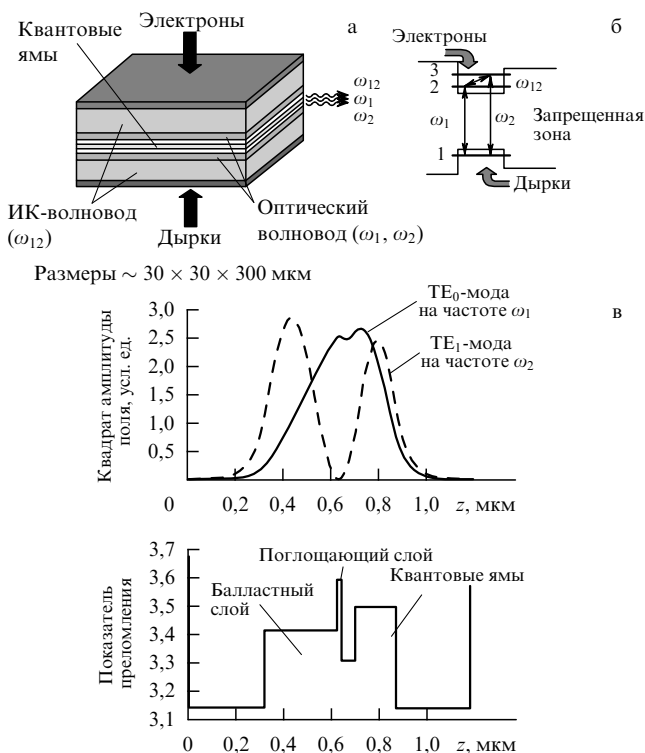 Электроны
Квантовые
ямы
а
ω12
ω1
ω2
ИК-волновод
(ω12)
Дырки
Оптический
волновод (ω1, ω2)
Размеры ~ 30 × 30 × 300 мкм
б
Электроны
3
2
ω12
ω1
ω2
Запрещенная
зона
1
Дырки
в
Квадрат амплитуды
поля, усл. ед.
3,0
2,5
2,0
1,5
1,0
0,5
TE0-мода
на частоте ω1
TE1-мода
на частоте ω2
0 0,2 0,4 0,6 0,8 1,0 z, мкм
Показатель
преломления
3,7
3,6
3,5
3,4
3,3
3,2
3,1
Поглощающий слой
Балластный
слой
Квантовые ямы
0 0,2 0,4 0,6 0,8 1,0 z, мкм